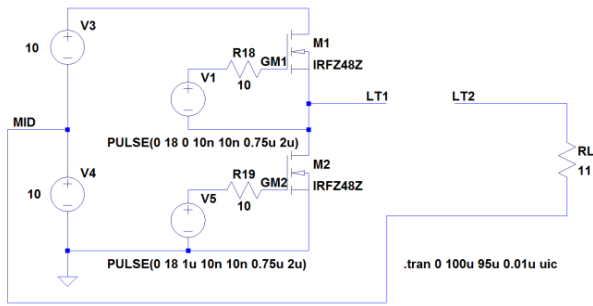 V3
10
M1
IRFZ48Z
R18
10
GM1
V1
LT1
LT2
MID
PULSE(0 18 0 10n 10n 0.75u 2u)
RL
11
V4
10
M2
IRFZ48Z
R19
10
GM2
V5
PULSE(0 18 1u 10n 10n 0.75u 2u)
.tran 0 100u 95u 0.01u uic